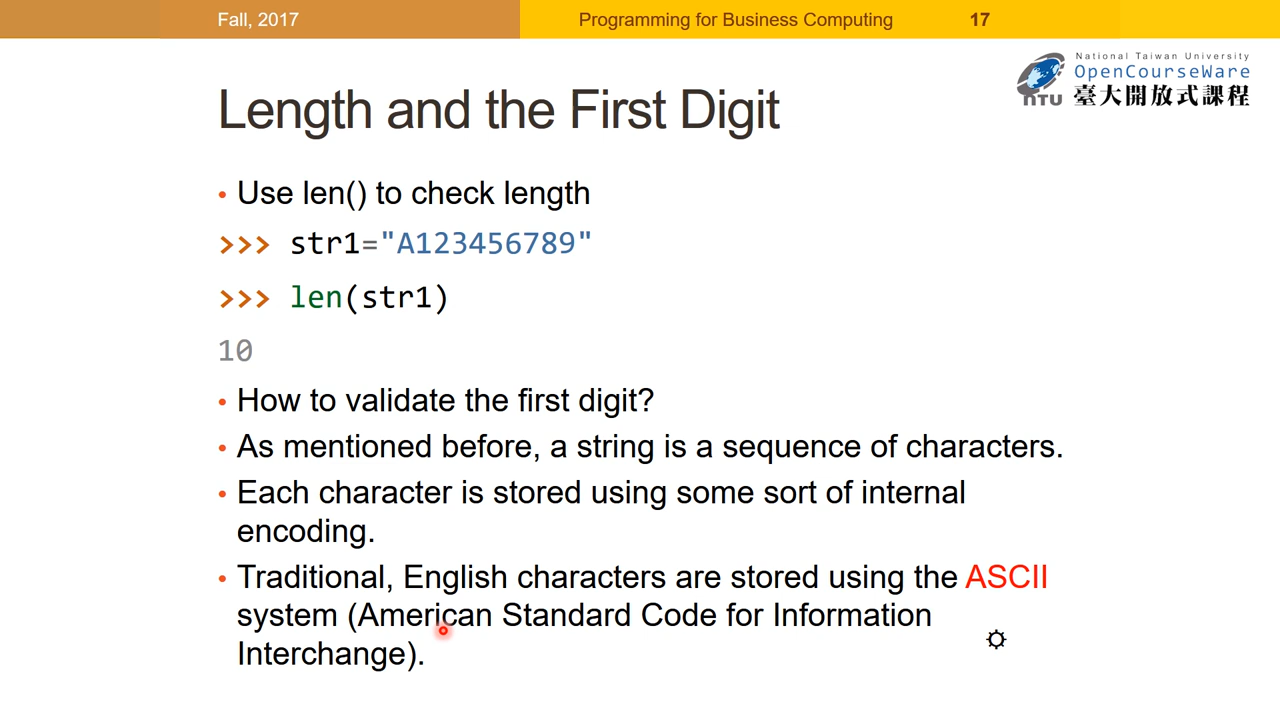 Fall, 2017
Programming for Business Computing
17
National Taiwan University
OpenCourseWare
NTU
臺大開放式課程
Length and the First Digit
• Use len() to check length
>>> str1="A123456789"
>>> len(str1)
10
• How to validate the first digit?
• As mentioned before, a string is a sequence of characters.
• Each character is stored using some sort of internal
encoding.
• Traditional, English characters are stored using the ASCII
system (American Standard Code for Information
Interchange).